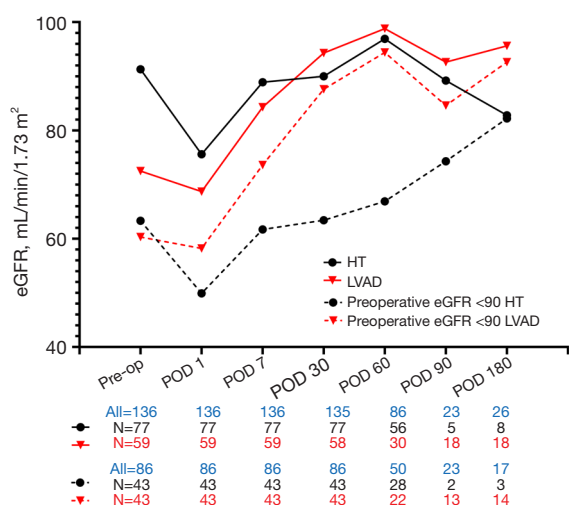 100
80
60
40
eGFR, mL/min/1.73 m²
HT
LVAD
Preoperative eGFR <90 HT
Preoperative eGFR <90 LVAD
Pre-op POD 1 POD 7 POD 30 POD 60 POD 90 POD 180
All=136 136 136 135 86 23 26
N=77 77 77 77 56 5 8
N=59 59 59 58 30 18 18
All=86 86 86 86 50 23 17
N=43 43 43 43 28 2 3
N=43 43 43 43 22 13 14